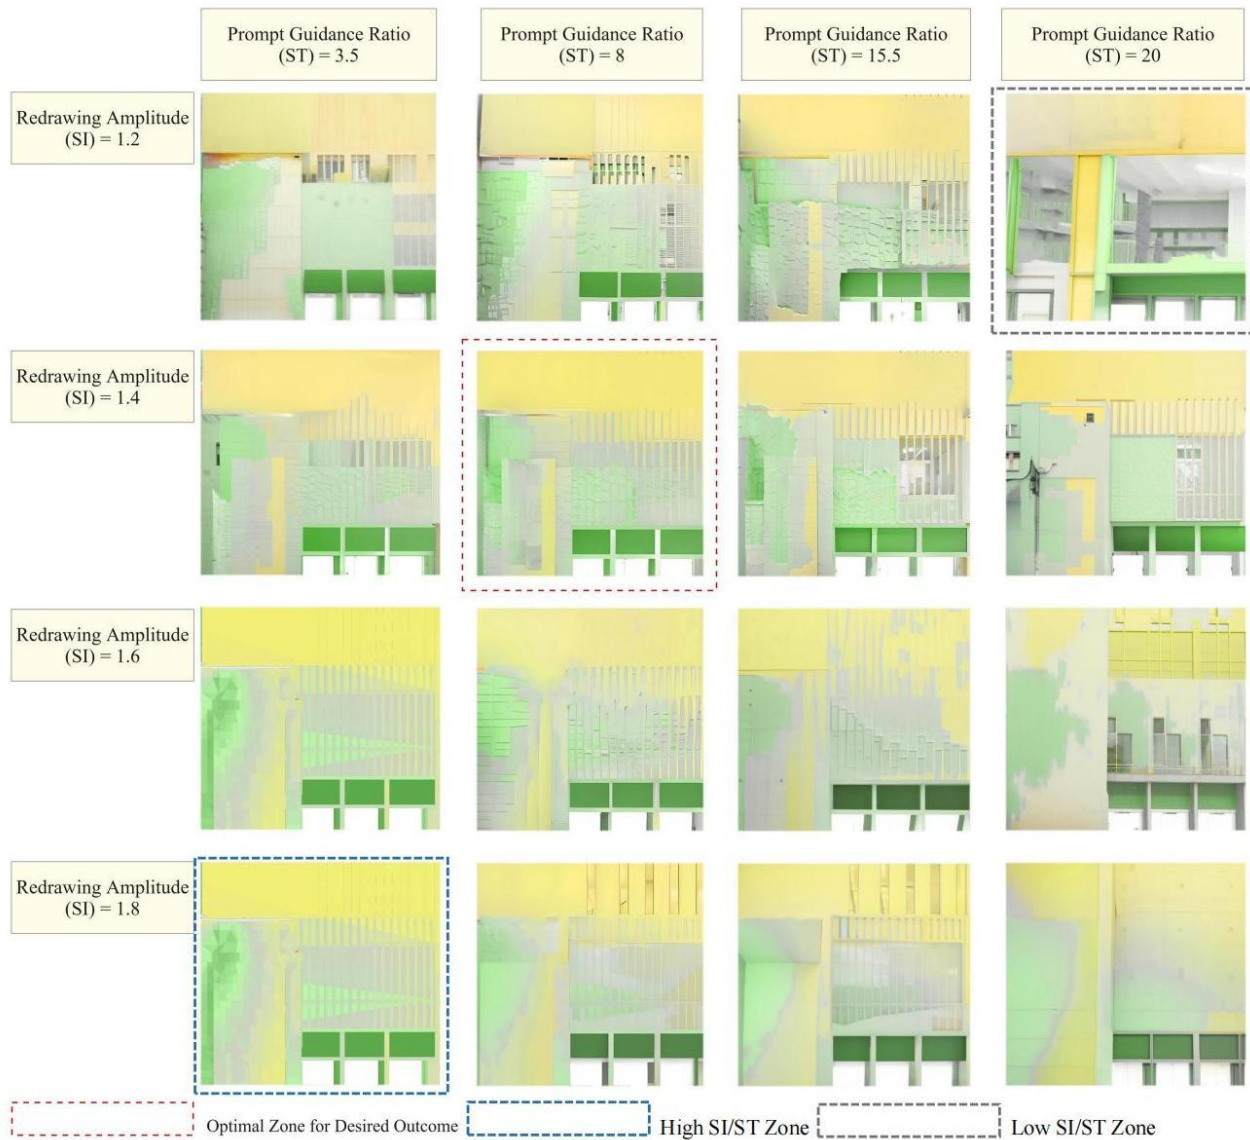 Prompt Guidance Ratio
(ST) = 3.5
Prompt Guidance Ratio
(ST) = 8
Prompt Guidance Ratio
(ST) = 15.5
Prompt Guidance Ratio
(ST) = 20
Redrawing Amplitude
(SI) = 1.2
Redrawing Amplitude
(SI) = 1.4
Redrawing Amplitude
(SI) = 1.6
Redrawing Amplitude
(SI) = 1.8
Optimal Zone for Desired Outcome
High SI/ST Zone
Low SI/ST Zone